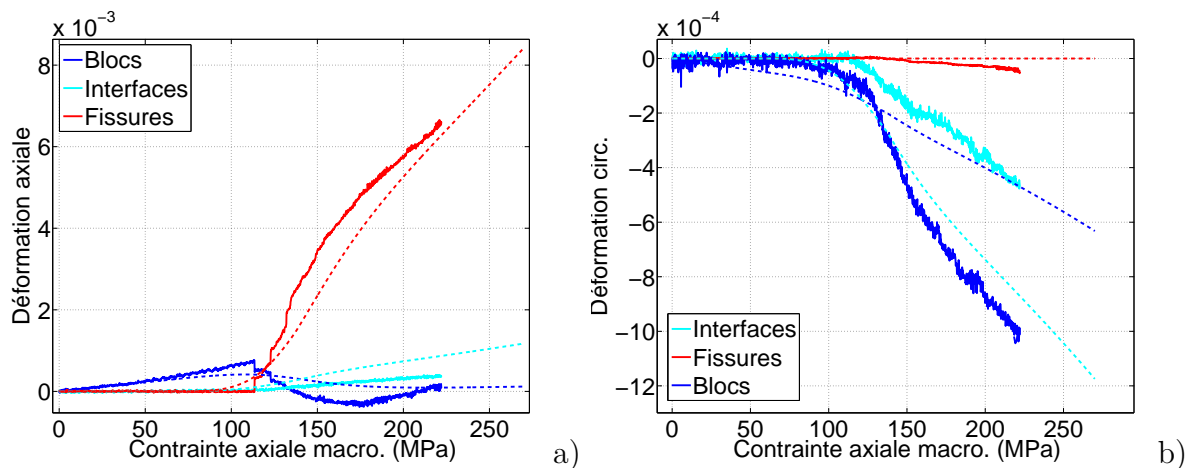 x 10⁻³
Déformation axiale
8
6
4
2
0
Blocs
Interfaces
Fissures
0 50 100 150 200 250
Contrainte axiale macro. (MPa)
a)
x 10⁻⁴
Déformation circ.
0
−2
−4
−6
−8
−10
−12
Interfaces
Fissures
Blocs
0 50 100 150 200 250
Contrainte axiale macro. (MPa)
b)